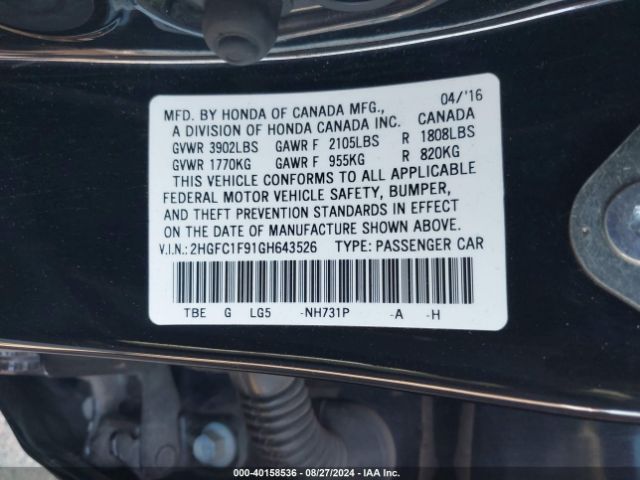 04/'16
MFD. BY HONDA OF CANADA MFG.,
A DIVISION OF HONDA CANADA INC. CANADA
GVWR 3902LBS GAWR F 2105LBS R 1808LBS
GVWR 1770KG GAWR F 955KG R 820KG
THIS VEHICLE CONFORMS TO ALL APPLICABLE
FEDERAL MOTOR VEHICLE SAFETY, BUMPER,
AND THEFT PREVENTION STANDARDS IN EFFECT
ON THE DATE OF MANUFACTURE SHOWN ABOVE.
V.I.N.:2HGFC1F91GH643526 TYPE: PASSENGER CAR
TBE G LG5 -NH731P -A -H
000-40158536 - 08/27/2024 - IAA Inc.